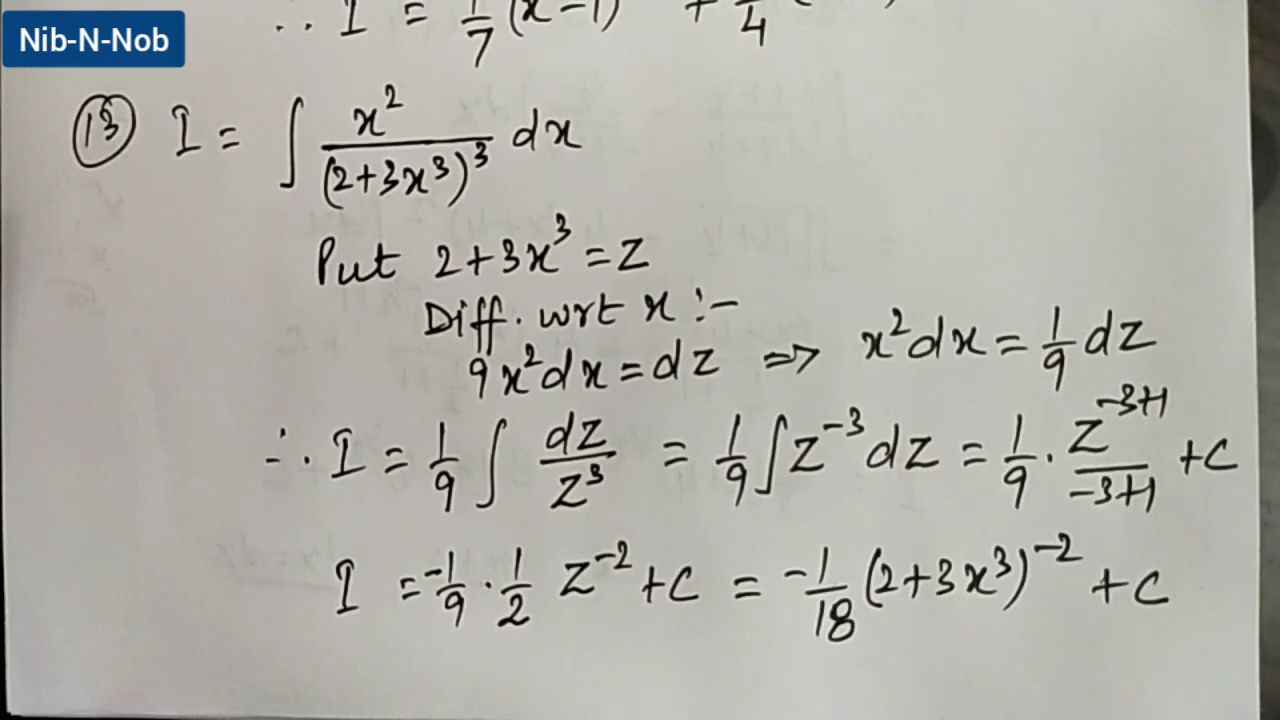 ∴ I = 1/7 (x-1) + /4 (
Nib-N-Nob
(13) I = ∫ x²/(2+3x³)³ dx
Put 2+3x³ = z
Diff. wrt x :-
9x²dx = dz ⇒ x²dx = 1/9 dz
∴ I = 1/9 ∫ dz/z³ = 1/9 ∫ z⁻³ dz = 1/9 · z⁻³⁺¹/-3+1 + c
I = -1/9 · 1/2 z⁻² + c = -1/18 (2+3x³)⁻² + c